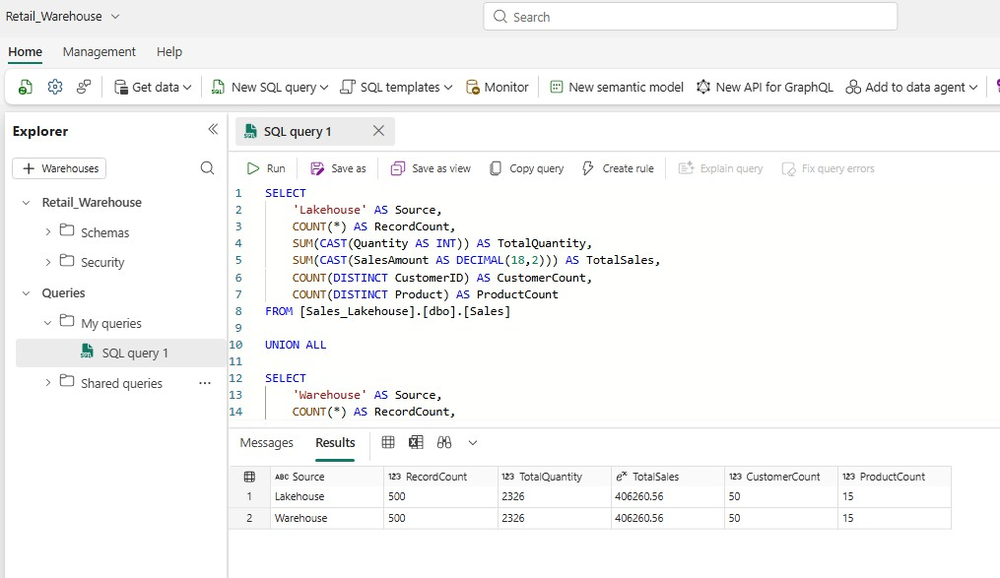 Retail_Warehouse
Search
Home Management Help
Get data New SQL query SQL templates Monitor New semantic model New API for GraphQL Add to data agent
Explorer
SQL query 1
+ Warehouses
Run Save as Save as view Copy query Create rule Explain query Fix query errors
Retail_Warehouse
Schemas
Security
Queries
My queries
SQL query 1
Shared queries ...
1 SELECT
2 'Lakehouse' AS Source,
3 COUNT(*) AS RecordCount,
4 SUM(CAST(Quantity AS INT)) AS TotalQuantity,
5 SUM(CAST(SalesAmount AS DECIMAL(18,2))) AS TotalSales,
6 COUNT(DISTINCT CustomerID) AS CustomerCount,
7 COUNT(DISTINCT Product) AS ProductCount
8 FROM [Sales_Lakehouse].[dbo].[Sales]
9
10 UNION ALL
11
12 SELECT
13 'Warehouse' AS Source,
14 COUNT(*) AS RecordCount,
Messages Results
ABC Source 123 RecordCount 123 TotalQuantity eˣ TotalSales 123 CustomerCount 123 ProductCount
1 Lakehouse 500 2326 406260.56 50 15
2 Warehouse 500 2326 406260.56 50 15